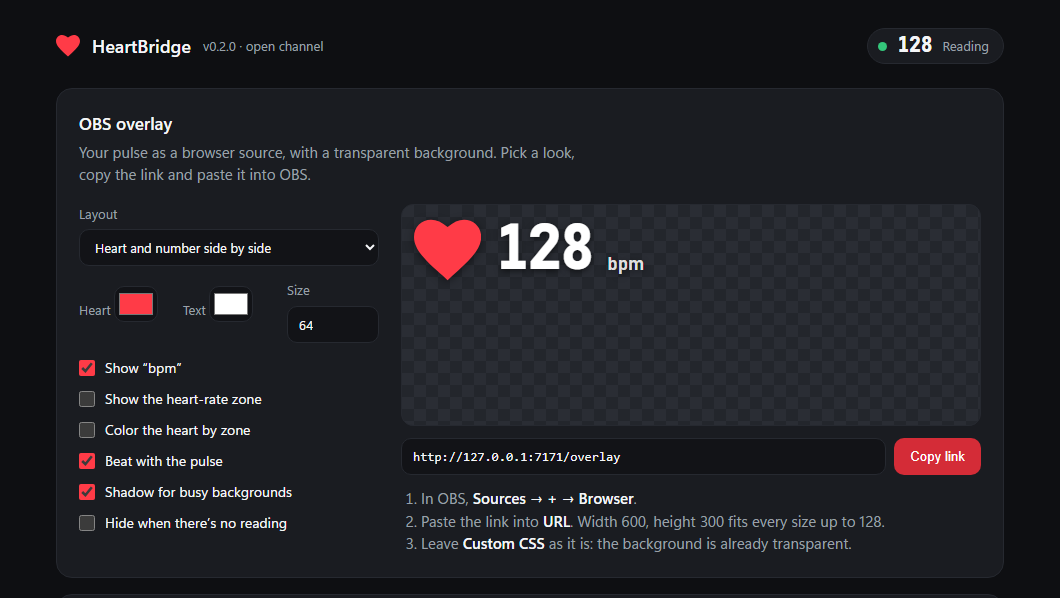 HeartBridge v0.2.0 · open channel
128 Reading
OBS overlay
Your pulse as a browser source, with a transparent background. Pick a look,
copy the link and paste it into OBS.
Layout
Heart and number side by side
Heart
Text
Size
64
Show “bpm”
Show the heart-rate zone
Color the heart by zone
Beat with the pulse
Shadow for busy backgrounds
Hide when there’s no reading
128 bpm
http://127.0.0.1:7171/overlay
Copy link
1. In OBS, Sources → + → Browser.
2. Paste the link into URL. Width 600, height 300 fits every size up to 128.
3. Leave Custom CSS as it is: the background is already transparent.